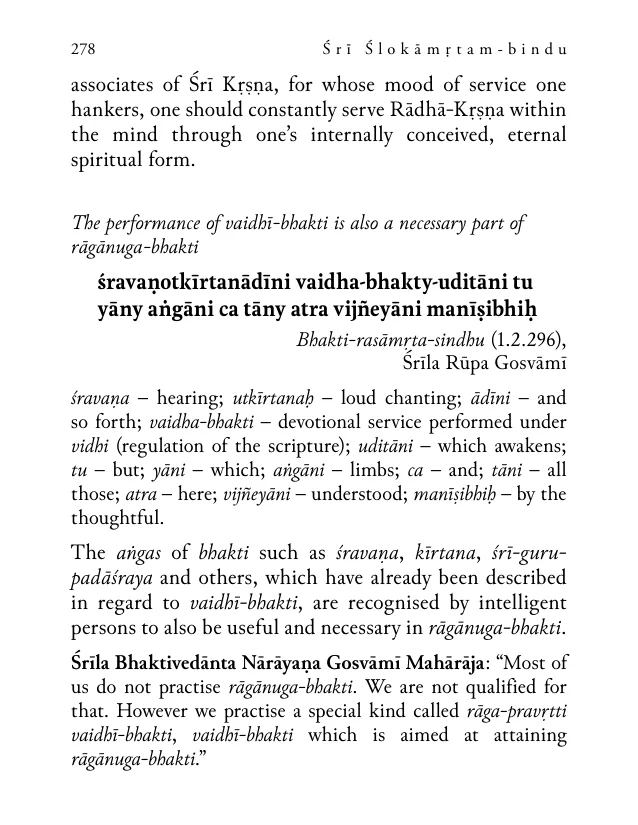 278 Śrī Ślokāmṛtam-bindu
associates of Śrī Kṛṣṇa, for whose mood of service one
hankers, one should constantly serve Rādhā-Kṛṣṇa within
the mind through one’s internally conceived, eternal
spiritual form.
The performance of vaidhī-bhakti is also a necessary part of
rāgānuga-bhakti
śravaṇotkīrtanādīni vaidha-bhakty-uditāni tu
yāny aṅgāni ca tāny atra vijñeyāni manīṣibhiḥ
Bhakti-rasāmṛta-sindhu (1.2.296),
Śrīla Rūpa Gosvāmī
śravaṇa – hearing; utkīrtanaḥ – loud chanting; ādīni – and
so forth; vaidha-bhakti – devotional service performed under
vidhi (regulation of the scripture); uditāni – which awakens;
tu – but; yāni – which; aṅgāni – limbs; ca – and; tāni – all
those; atra – here; vijñeyāni – understood; manīṣibhiḥ – by the
thoughtful.
The aṅgas of bhakti such as śravaṇa, kīrtana, śrī-guru-
padāśraya and others, which have already been described
in regard to vaidhī-bhakti, are recognised by intelligent
persons to also be useful and necessary in rāgānuga-bhakti.
Śrīla Bhaktivedānta Nārāyaṇa Gosvāmī Mahārāja: “Most of
us do not practise rāgānuga-bhakti. We are not qualified for
that. However we practise a special kind called rāga-pravṛtti
vaidhī-bhakti, vaidhī-bhakti which is aimed at attaining
rāgānuga-bhakti.”